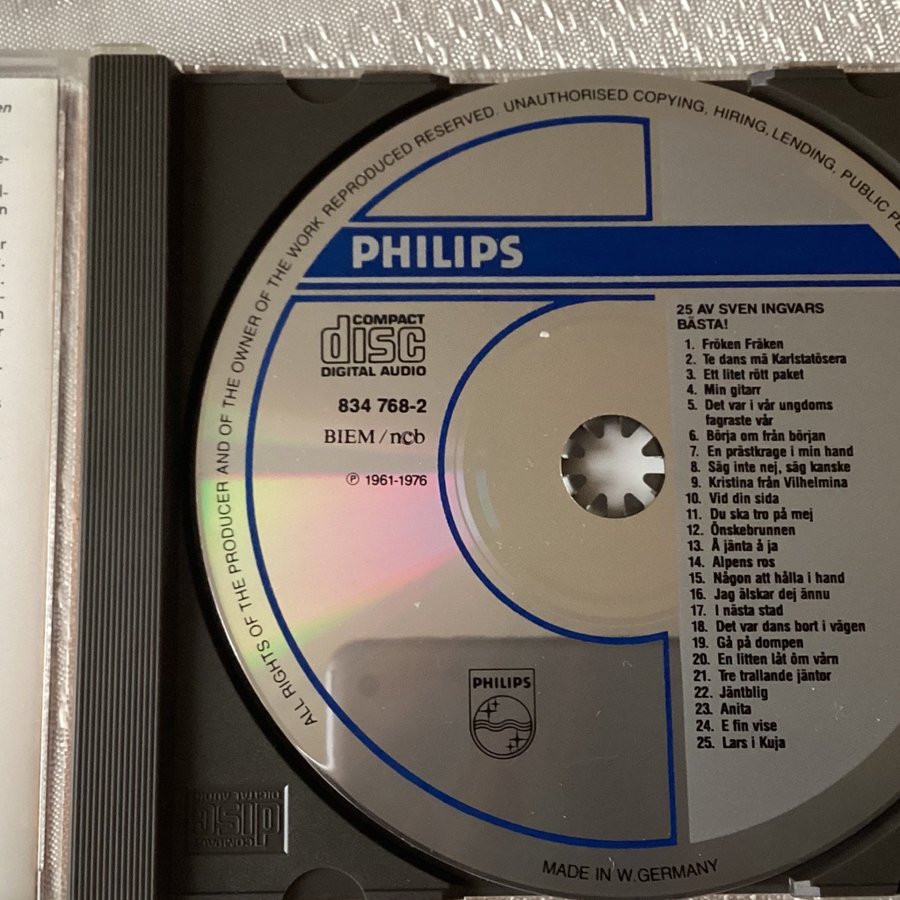 ALL RIGHTS OF THE PRODUCER AND OF THE OWNER OF THE WORK REPRODUCED RESERVED. UNAUTHORISED COPYING, HIRING, LENDING, PUBLIC
PHILIPS
COMPACT
disc
DIGITAL AUDIO
834 768-2
BIEM/ncb
℗ 1961-1976
25 AV SVEN INGVARS
BÄSTA!
1. Fröken Fräken
2. Te dans mä Karlstatösera
3. Ett litet rött paket
4. Min gitarr
5. Det var i vår ungdoms
fagraste vår
6. Börja om från början
7. En prästkrage i min hand
8. Säg inte nej, säg kanske
9. Kristina från Vilhelmina
10. Vid din sida
11. Du ska tro på mej
12. Önskebrunnen
13. Å jänta å ja
14. Alpens ros
15. Någon att hålla i hand
16. Jag älskar dej ännu
17. I nästa stad
18. Det var dans bort i vägen
19. Gå på dompen
20. En litten låt öm vårn
21. Tre trallande jäntor
22. Jäntblig
23. Anita
24. E fin vise
25. Lars i Kuja
PHILIPS
MADE IN W.GERMANY
COMPACT
disc
DIGITAL AUDIO